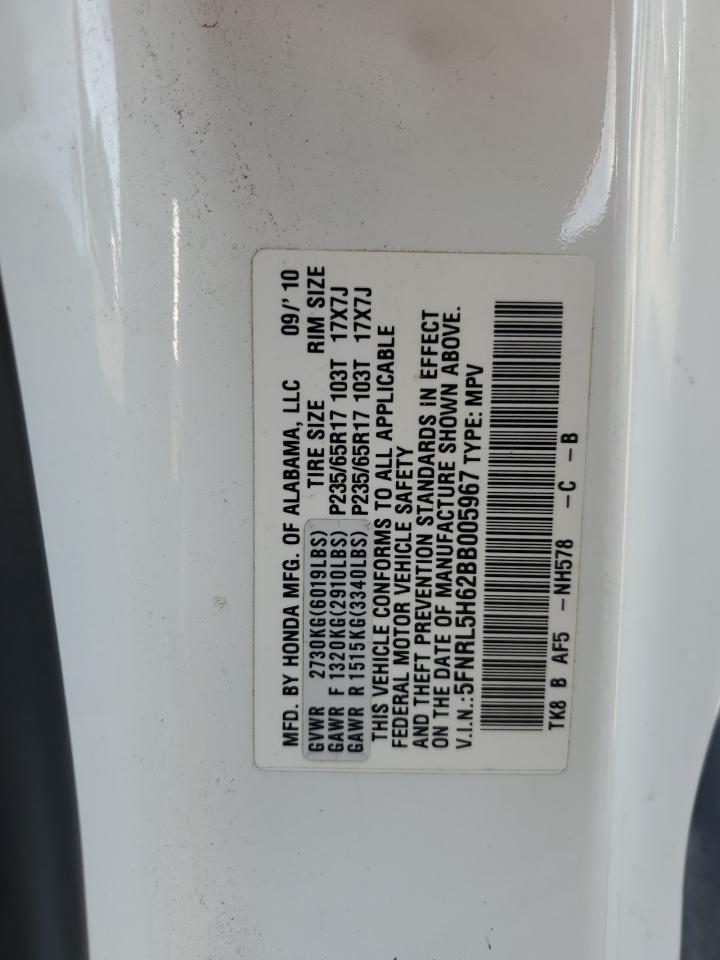 MFD. BY HONDA MFG. OF ALABAMA, LLC 09/' 10
GVWR 2730KG(6019LBS) TIRE SIZE RIM SIZE
GAWR F 1320KG(2910LBS) P235/65R17 103T 17X7J
GAWR R 1515KG(3340LBS) P235/65R17 103T 17X7J
THIS VEHICLE CONFORMS TO ALL APPLICABLE
FEDERAL MOTOR VEHICLE SAFETY
AND THEFT PREVENTION STANDARDS IN EFFECT
ON THE DATE OF MANUFACTURE SHOWN ABOVE.
V.I.N.:5FNRL5H62BB005967 TYPE: MPV
TK8 B AF5 -NH578 -C -B